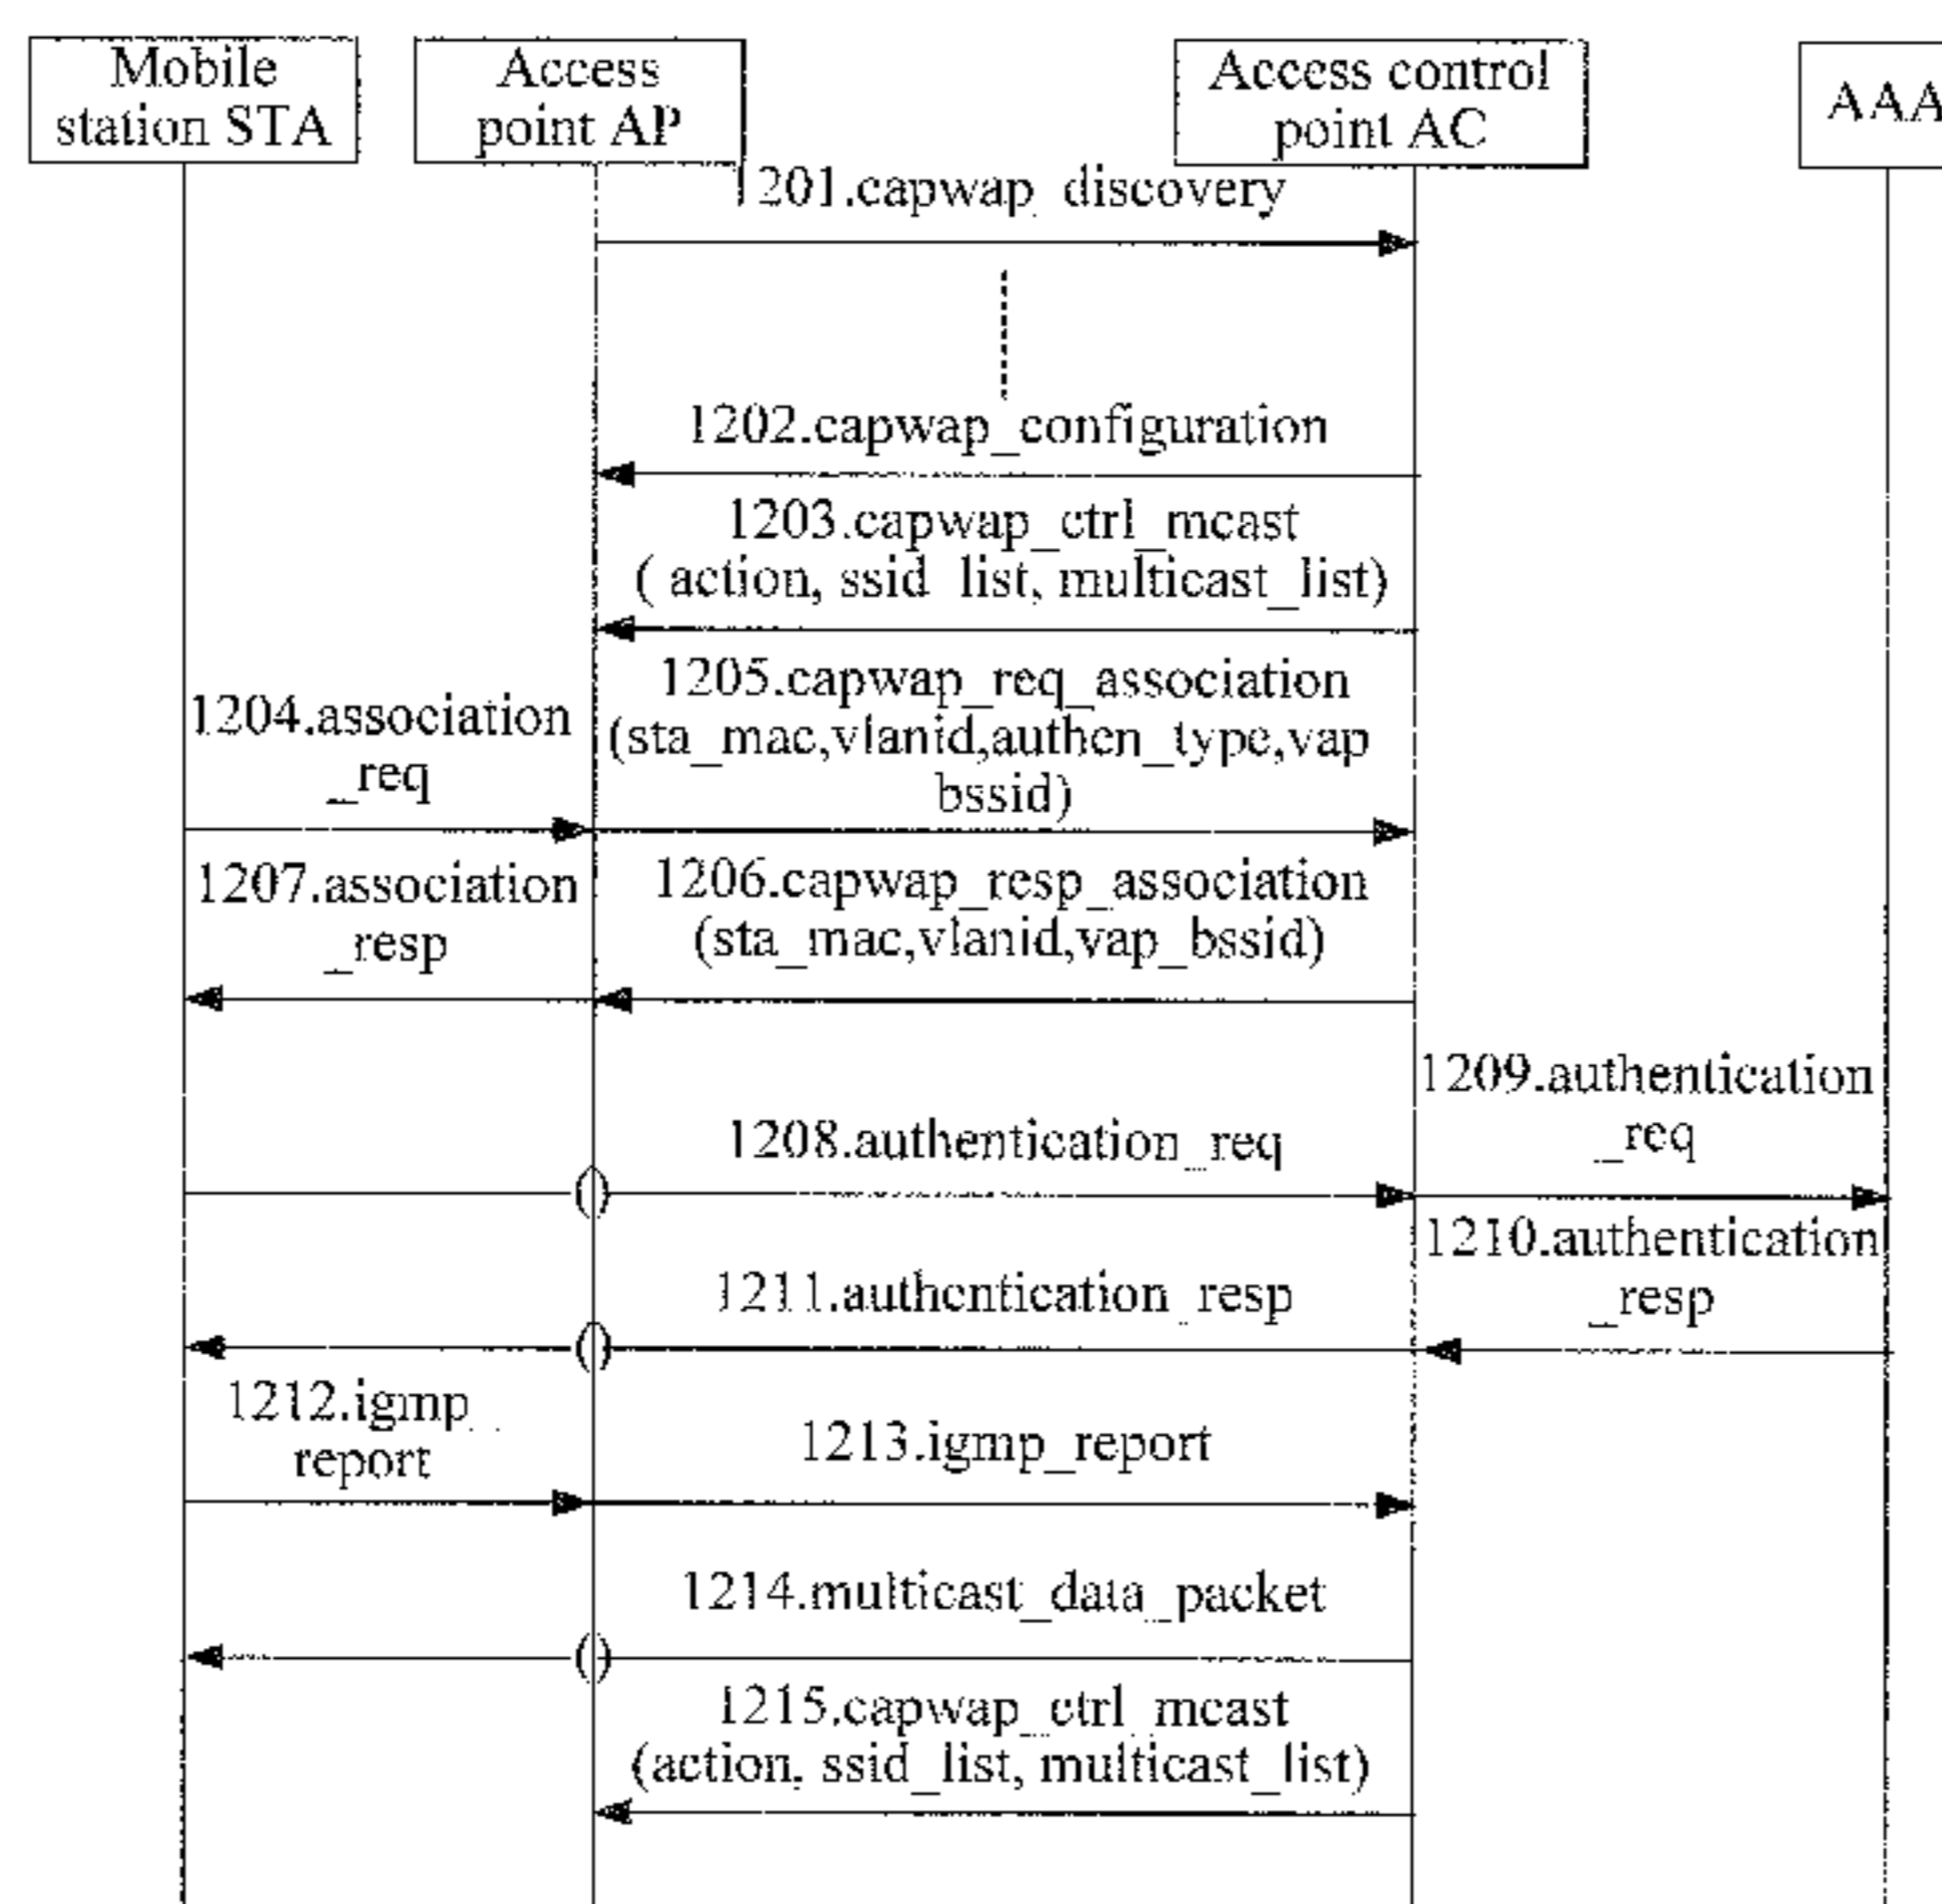 Mobile
station STA
Access
point AP
Access control
point AC
AAA
1201.capwap_discovery
1202.capwap_configuration
1203.capwap_ctrl_mcast
( action, ssid_list, multicast_list)
1204.association
_req
1205.capwap_req_association
(sta_mac,vlanid,authen_type,vap
bssid)
1207.association
_resp
1206.capwap_resp_association
(sta_mac,vlanid,vap_bssid)
1209.authentication
_req
1208.authentication_req
1210.authentication
_resp
1211.authentication_resp
1212.igmp_
report
1213.igmp_report
1214.multicast_data_packet
1215.capwap_ctrl_mcast
(action, ssid_list, multicast_list)